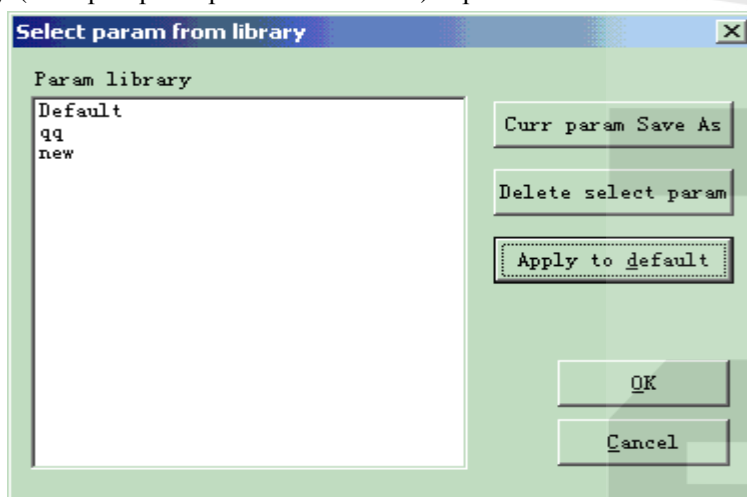 Select param from library
Param library
Default
qq
new
Curr param Save As
Delete select param
Apply to default
OK
Cancel